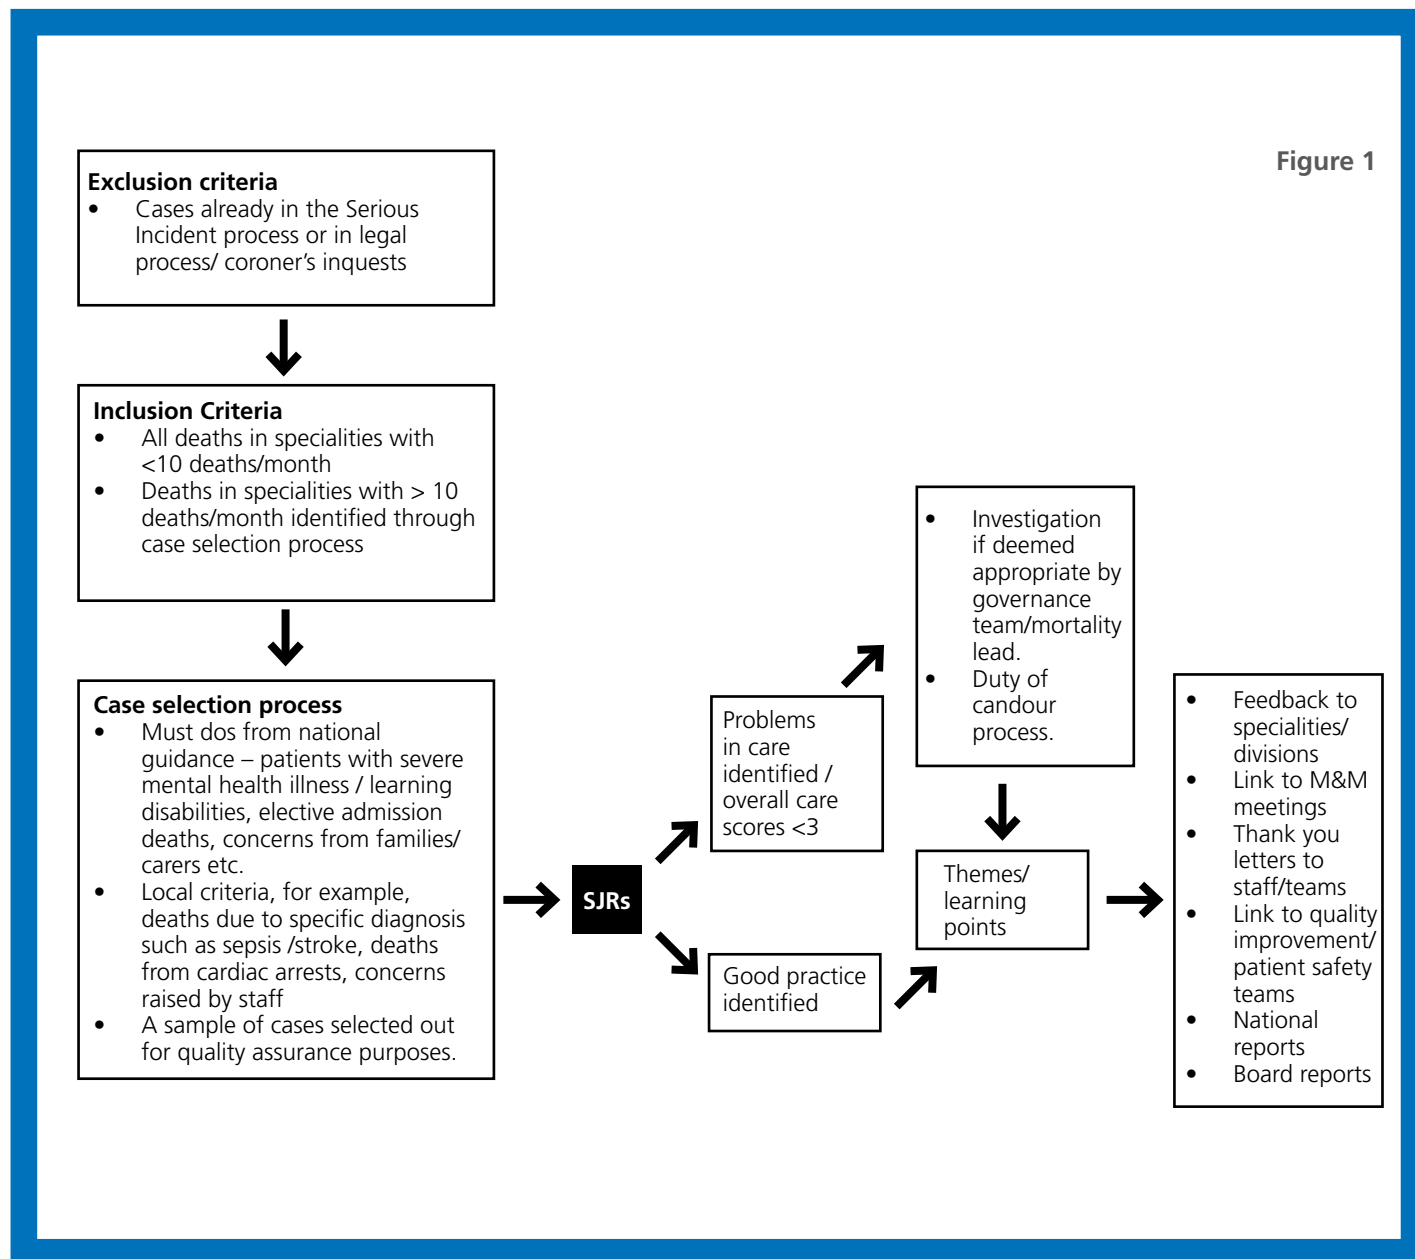 Figure 1
Exclusion criteria
• Cases already in the Serious
Incident process or in legal
process/ coroner's inquests
Inclusion Criteria
• All deaths in specialities with
<10 deaths/month
• Deaths in specialities with > 10
deaths/month identified through
case selection process
Case selection process
• Must dos from national
guidance – patients with severe
mental health illness / learning
disabilities, elective admission
deaths, concerns from families/
carers etc.
• Local criteria, for example,
deaths due to specific diagnosis
such as sepsis /stroke, deaths
from cardiac arrests, concerns
raised by staff
• A sample of cases selected out
for quality assurance purposes.
SJRs
Problems
in care
identified /
overall care
scores <3
Good practice
identified
• Investigation
if deemed
appropriate by
governance
team/mortality
lead.
• Duty of
candour
process.
Themes/
learning
points
• Feedback to
specialities/
divisions
• Link to M&M
meetings
• Thank you
letters to
staff/teams
• Link to quality
improvement/
patient safety
teams
• National
reports
• Board reports